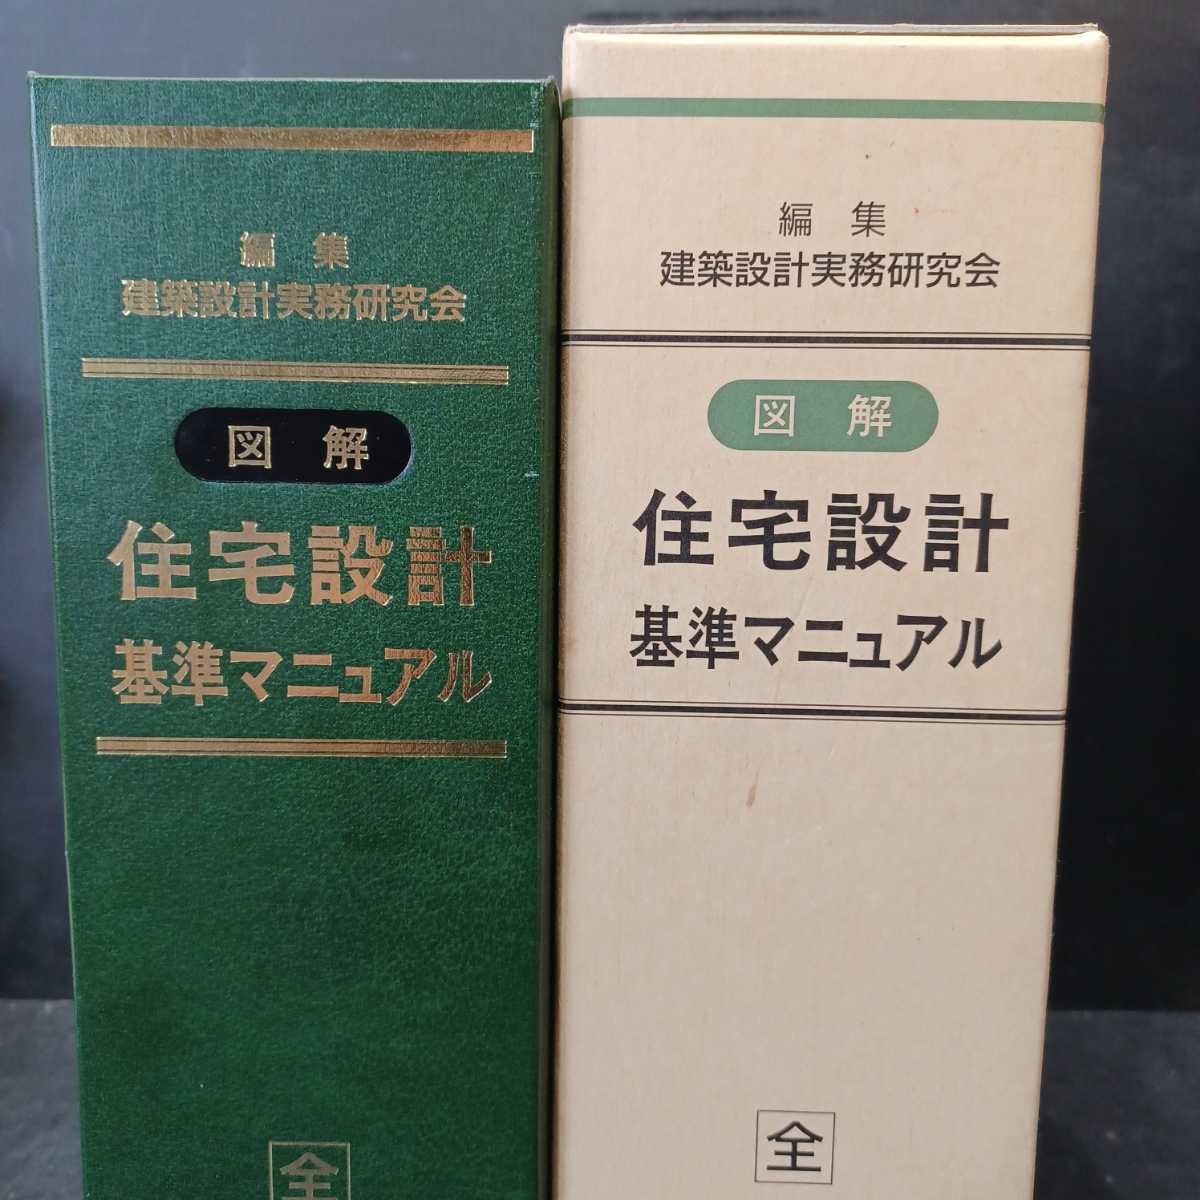 編 集
建築設計実務研究会
図 解
住宅設計
基準マニュアル
全
編 集
建築設計実務研究会
図 解
住宅設計
基準マニュアル
全